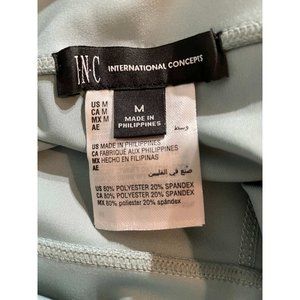 I.N.C INTERNATIONAL CONCEPTS
M
MADE IN
PHILIPPINES
US M
CA M
MX M
AE وسط
US MADE IN PHILIPPINES
CA FABRIQUÉ AUX PHILIPPINES
MX HECHO EN FILIPINAS
AE صنع في الفلبين
US 80% POLYESTER 20% SPANDEX
CA 80% POLYESTER 20% SPANDEX
MX 80% poliéster 20% spándex